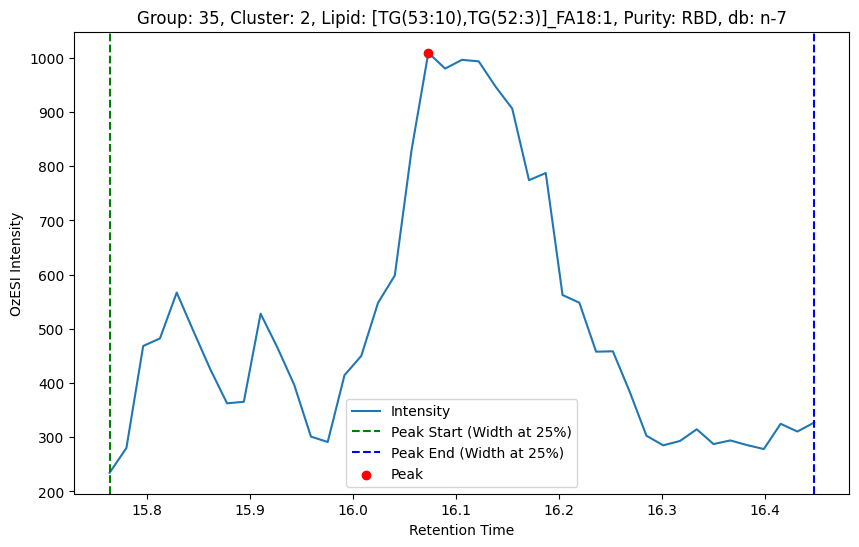 Group: 35, Cluster: 2, Lipid: [TG(53:10),TG(52:3)]_FA18:1, Purity: RBD, db: n-7
OzESI Intensity
1000
900
800
700
600
500
400
300
200
Intensity
Peak Start (Width at 25%)
Peak End (Width at 25%)
Peak
15.8 15.9 16.0 16.1 16.2 16.3 16.4
Retention Time